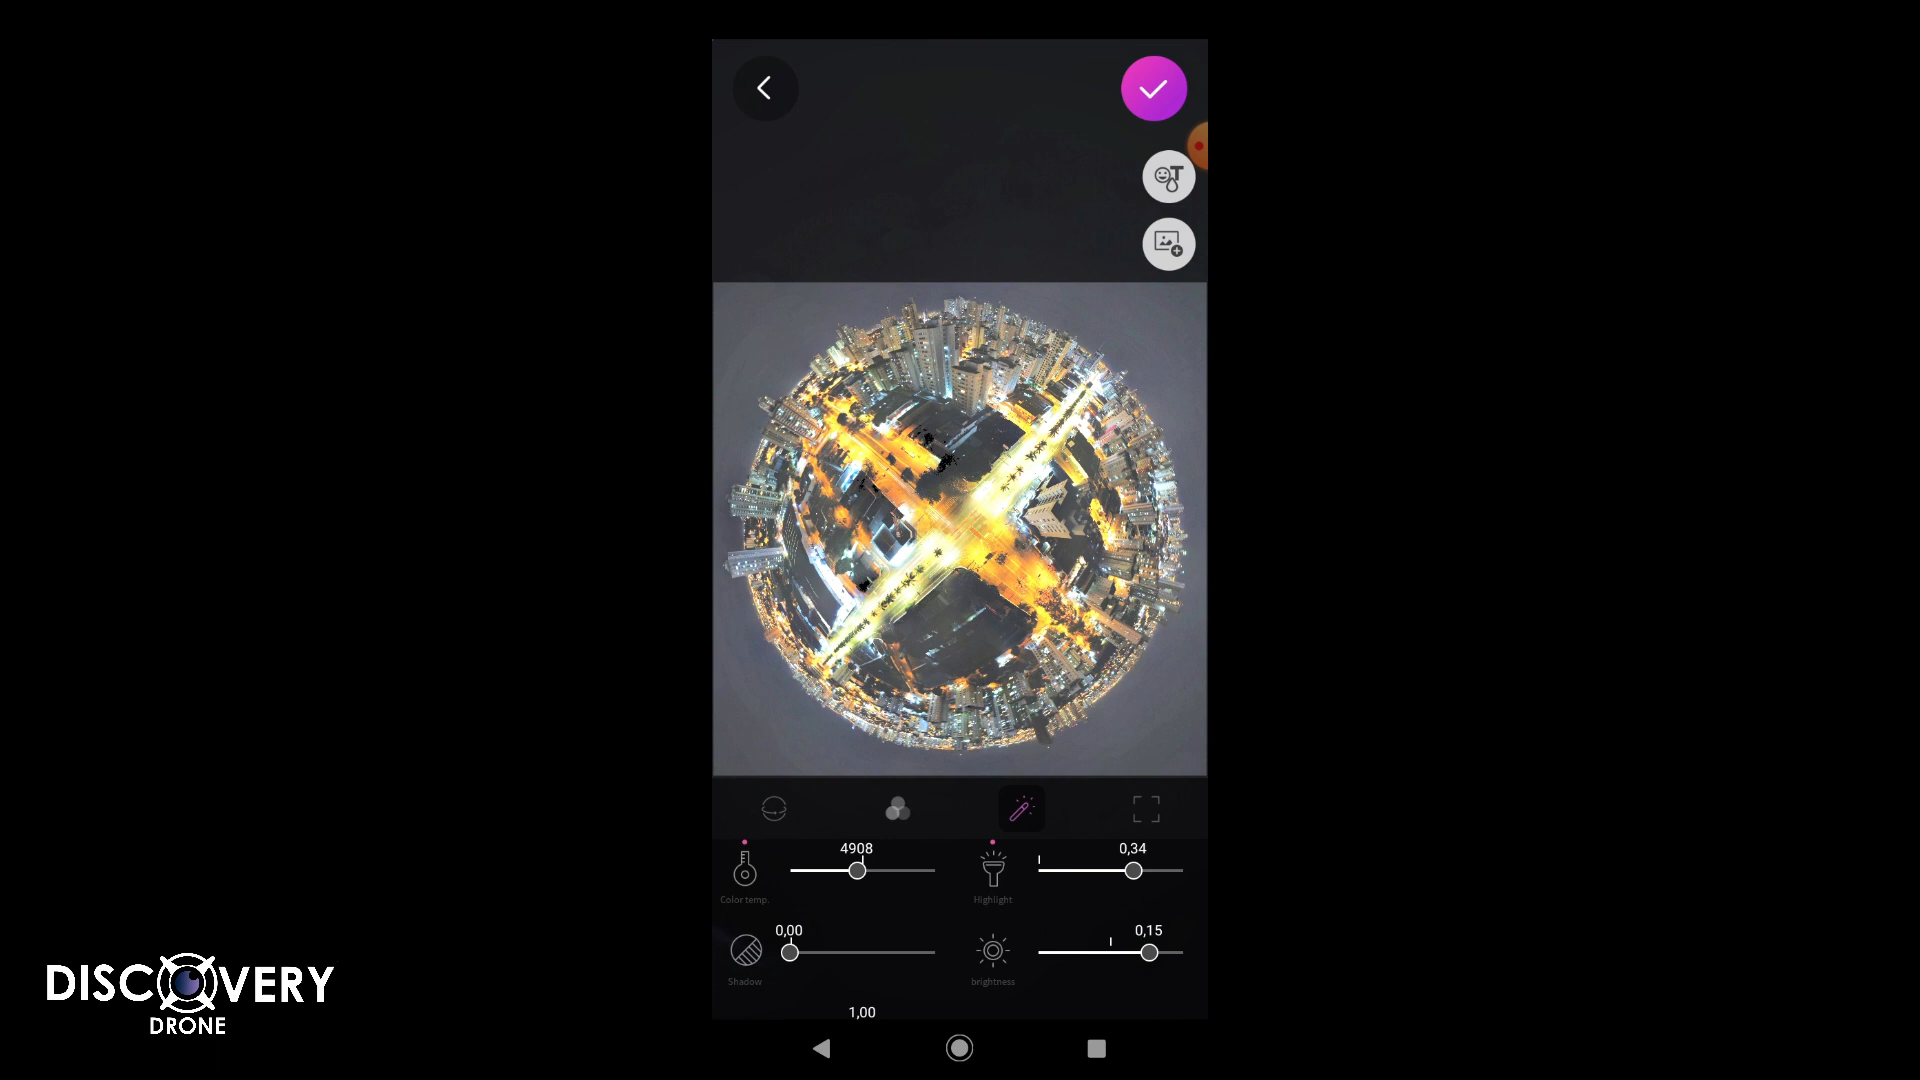 4908
0,34
Color temp.
Highlight
0,00
0,15
Shadow
brightness
1,00
DISCOVERY
DRONE